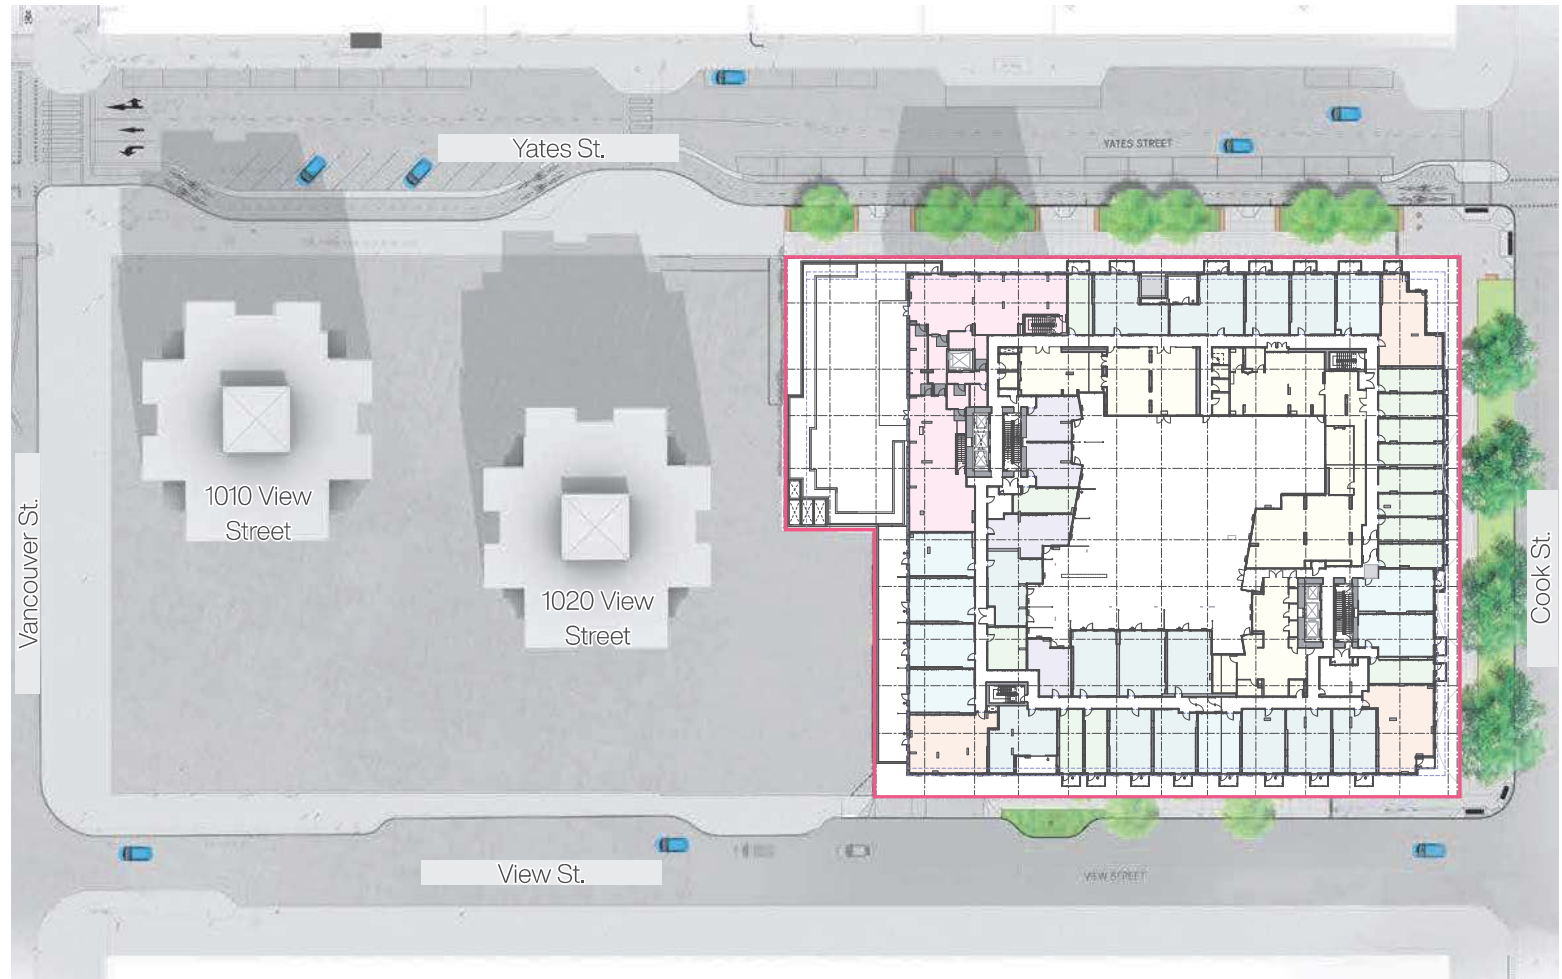 Yates St.
YATES STREET
1010 View
Street
Vancouver St.
1020 View
Street
Cook St.
View St.
VIEW STREET